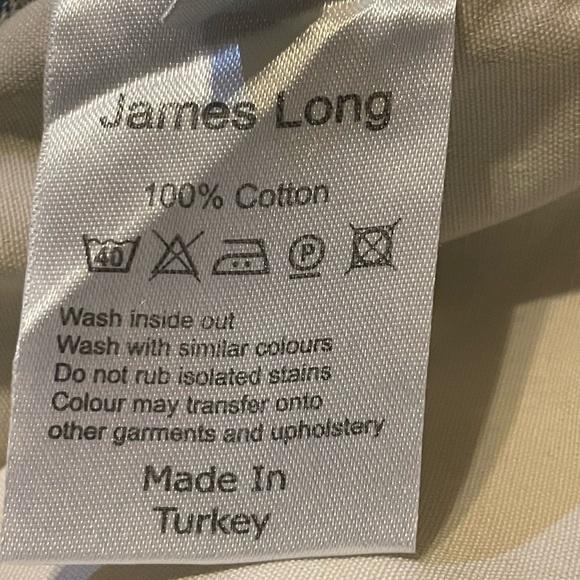 James Long
100% Cotton
40 P
Wash inside out
Wash with similar colours
Do not rub isolated stains
Colour may transfer onto
other garments and upholstery
Made In
Turkey